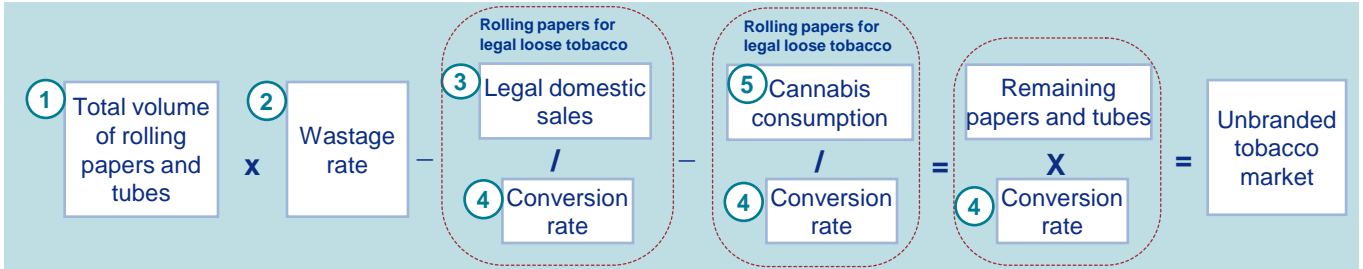 Rolling papers for
legal loose tobacco
Rolling papers for
legal loose tobacco
1
Total volume
of rolling
papers and
tubes
x
2
Wastage
rate
–
3
Legal domestic
sales
/
4
Conversion
rate
–
5
Cannabis
consumption
/
4
Conversion
rate
=
Remaining
papers and tubes
X
4
Conversion
rate
=
Unbranded
tobacco
market